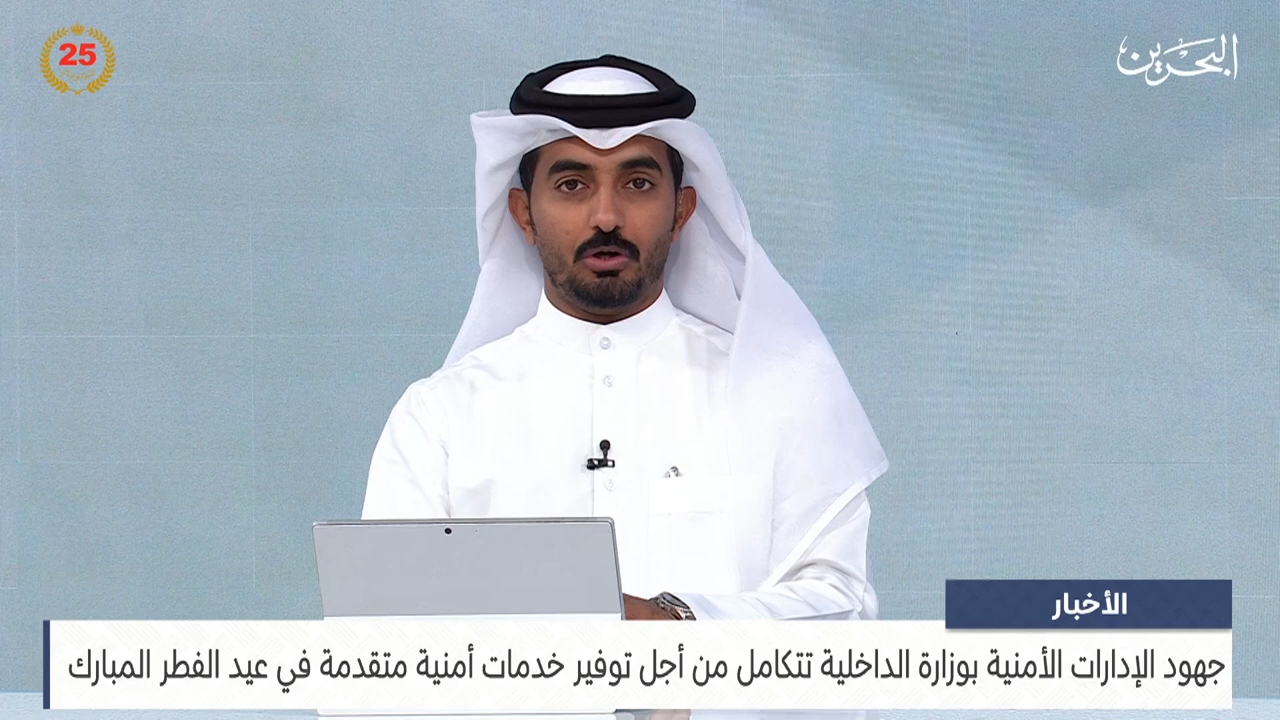 25
البحرين
الأخبار
جهود الإدارات الأمنية بوزارة الداخلية تتكامل من أجل توفير خدمات أمنية متقدمة في عيد الفطر المبارك